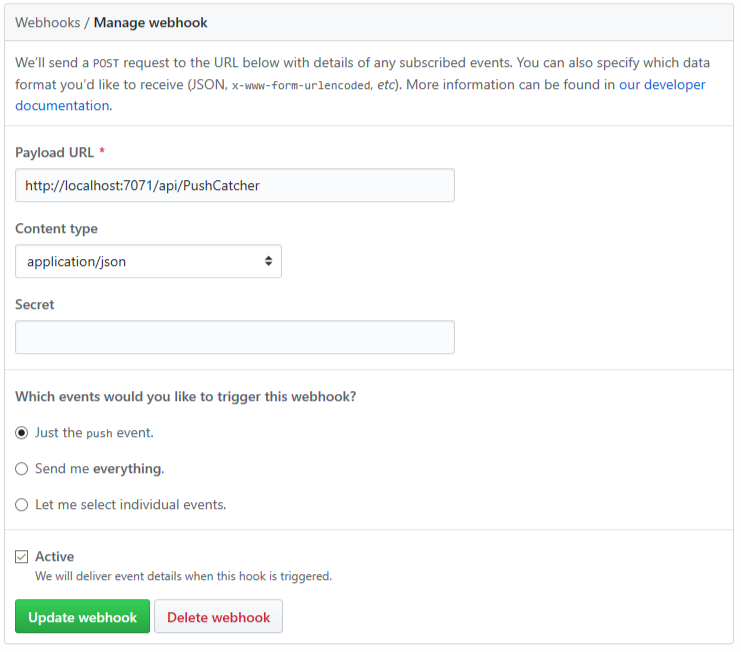 Webhooks / Manage webhook
We’ll send a POST request to the URL below with details of any subscribed events. You can also specify which data
format you’d like to receive (JSON, x-www-form-urlencoded, etc). More information can be found in our developer
documentation.
Payload URL *
http://localhost:7071/api/PushCatcher
Content type
application/json
Secret
Which events would you like to trigger this webhook?
Just the push event.
Send me everything.
Let me select individual events.
Active
We will deliver event details when this hook is triggered.
Update webhook Delete webhook